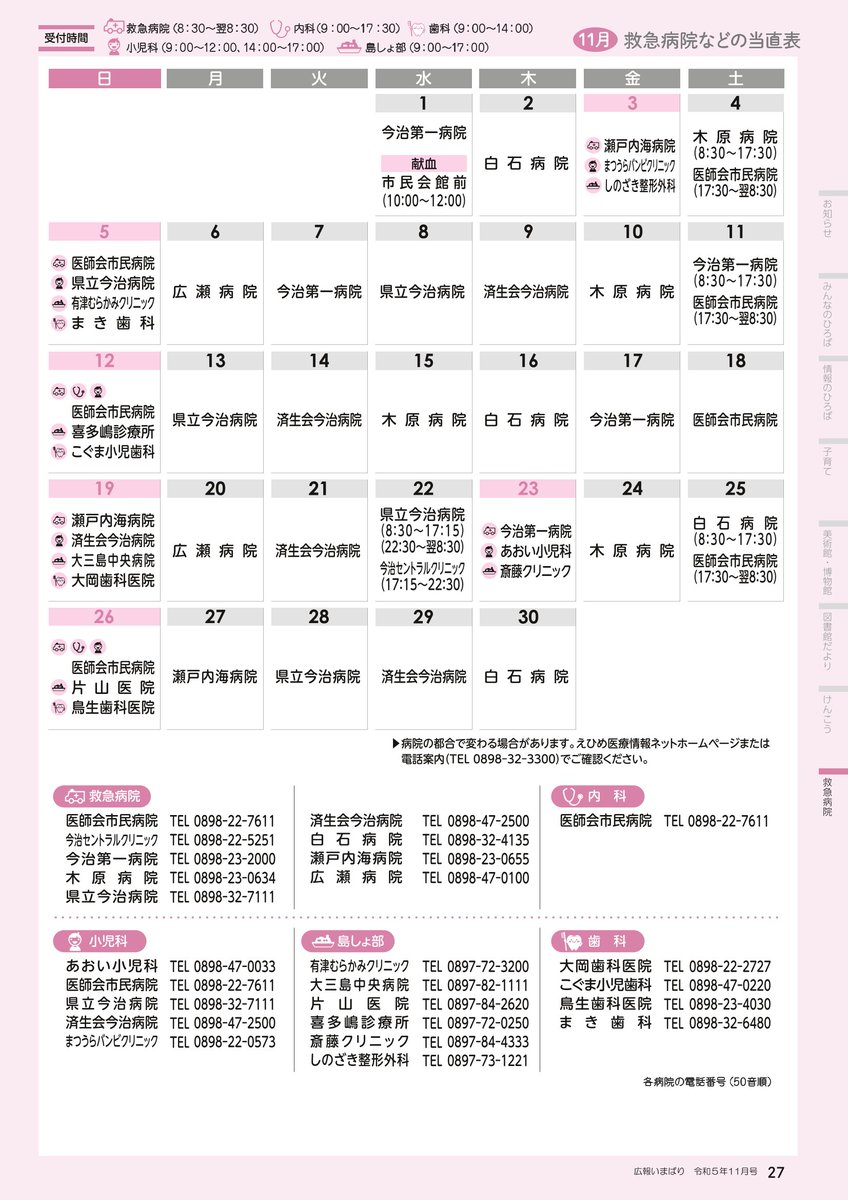 受付時間
救急病院（8：30～翌8：30） 内科（9：00～17：30） 歯科（9：00～14：00）
小児科（9：00～12：00、14：00～17：00） 島しょ部（9：00～17：00）
11月 救急病院などの当直表
日 月 火 水 木 金 土
1
今治第一病院
献血
市民会館前
(10:00～12:00)
2
白石病院
3
瀬戸内海病院
まつうらバンビクリニック
しのざき整形外科
4
木原病院
(8:30～17:30)
医師会市民病院
(17:30～翌8:30)
5
医師会市民病院
県立今治病院
有津むらかみクリニック
まき歯科
6
広瀬病院
7
今治第一病院
8
県立今治病院
9
済生会今治病院
10
木原病院
11
今治第一病院
(8:30～17:30)
医師会市民病院
(17:30～翌8:30)
12
医師会市民病院
喜多嶋診療所
こぐま小児歯科
13
県立今治病院
14
済生会今治病院
15
木原病院
16
白石病院
17
今治第一病院
18
医師会市民病院
19
瀬戸内海病院
済生会今治病院
大三島中央病院
大岡歯科医院
20
広瀬病院
21
済生会今治病院
22
県立今治病院
(8:30～17:15)
(22:30～翌8:30)
今治セントラルクリニック
(17:15～22:30)
23
今治第一病院
あおい小児科
斎藤クリニック
24
木原病院
25
白石病院
(8:30～17:30)
医師会市民病院
(17:30～翌8:30)
26
医師会市民病院
片山医院
鳥生歯科医院
27
瀬戸内海病院
28
県立今治病院
29
済生会今治病院
30
白石病院
▶病院の都合で変わる場合があります。えひめ医療情報ネットホームページまたは
電話案内(TEL 0898-32-3300)でご確認ください。
救急病院
医師会市民病院 TEL 0898-22-7611
今治セントラルクリニック TEL 0898-22-5251
今治第一病院 TEL 0898-23-2000
木原病院 TEL 0898-23-0634
県立今治病院 TEL 0898-32-7111
済生会今治病院 TEL 0898-47-2500
白石病院 TEL 0898-32-4135
瀬戸内海病院 TEL 0898-23-0655
広瀬病院 TEL 0898-47-0100
内科
医師会市民病院 TEL 0898-22-7611
小児科
あおい小児科 TEL 0898-47-0033
医師会市民病院 TEL 0898-22-7611
県立今治病院 TEL 0898-32-7111
済生会今治病院 TEL 0898-47-2500
まつうらバンビクリニック TEL 0898-22-0573
島しょ部
有津むらかみクリニック TEL 0897-72-3200
大三島中央病院 TEL 0897-82-1111
片山医院 TEL 0897-84-2620
喜多嶋診療所 TEL 0897-72-0250
斎藤クリニック TEL 0897-84-4333
しのざき整形外科 TEL 0897-73-1221
歯科
大岡歯科医院 TEL 0898-22-2727
こぐま小児歯科 TEL 0898-47-0220
鳥生歯科医院 TEL 0898-23-4030
まき歯科 TEL 0898-32-6480
各病院の電話番号（50音順）
お知らせ
みんなのひろば
情報のひろば
子育て
美術館・博物館
図書館だより
けんこう
救急病院
広報いまばり 令和5年11月号 27